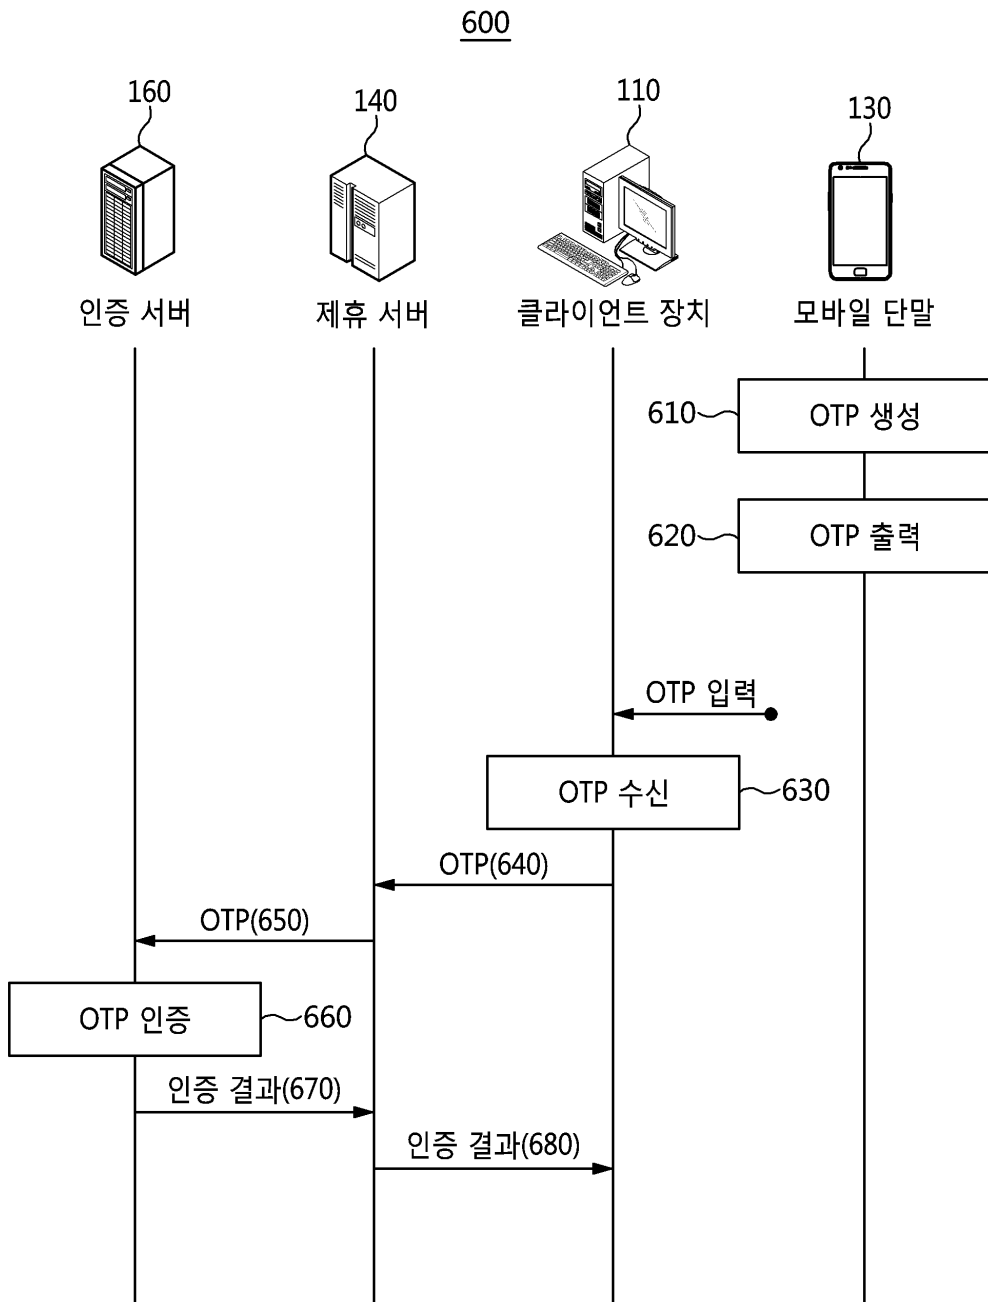 600
160
140
110
130
인증 서버
제휴 서버
클라이언트 장치
모바일 단말
610
OTP 생성
620
OTP 출력
OTP 입력
OTP 수신
630
OTP(640)
OTP(650)
OTP 인증
660
인증 결과(670)
인증 결과(680)